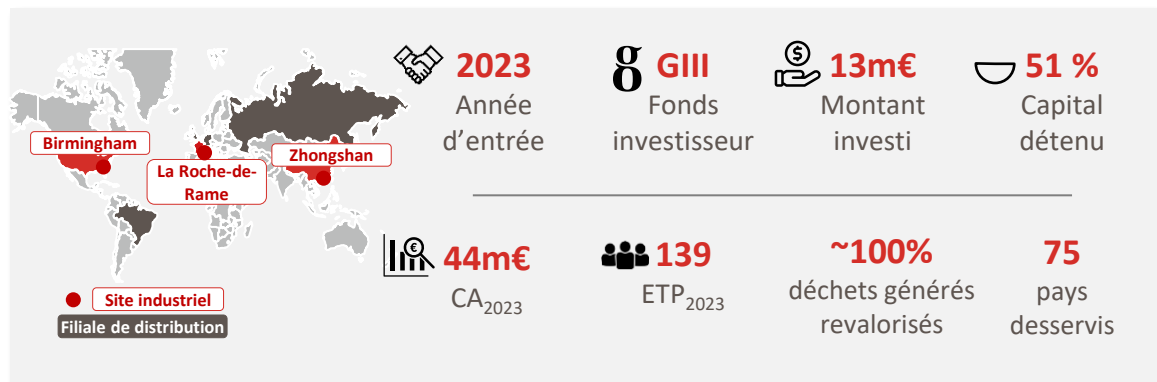 Birmingham
La Roche-de-
Rame
Zhongshan
Site industriel
Filiale de distribution
2023
Année
d’entrée
g
GIII
Fonds
investisseur
$
13m€
Montant
investi
51 %
Capital
détenu
€
44m€
CA2023
139
ETP2023
~100%
déchets générés
revalorisés
75
pays
desservis